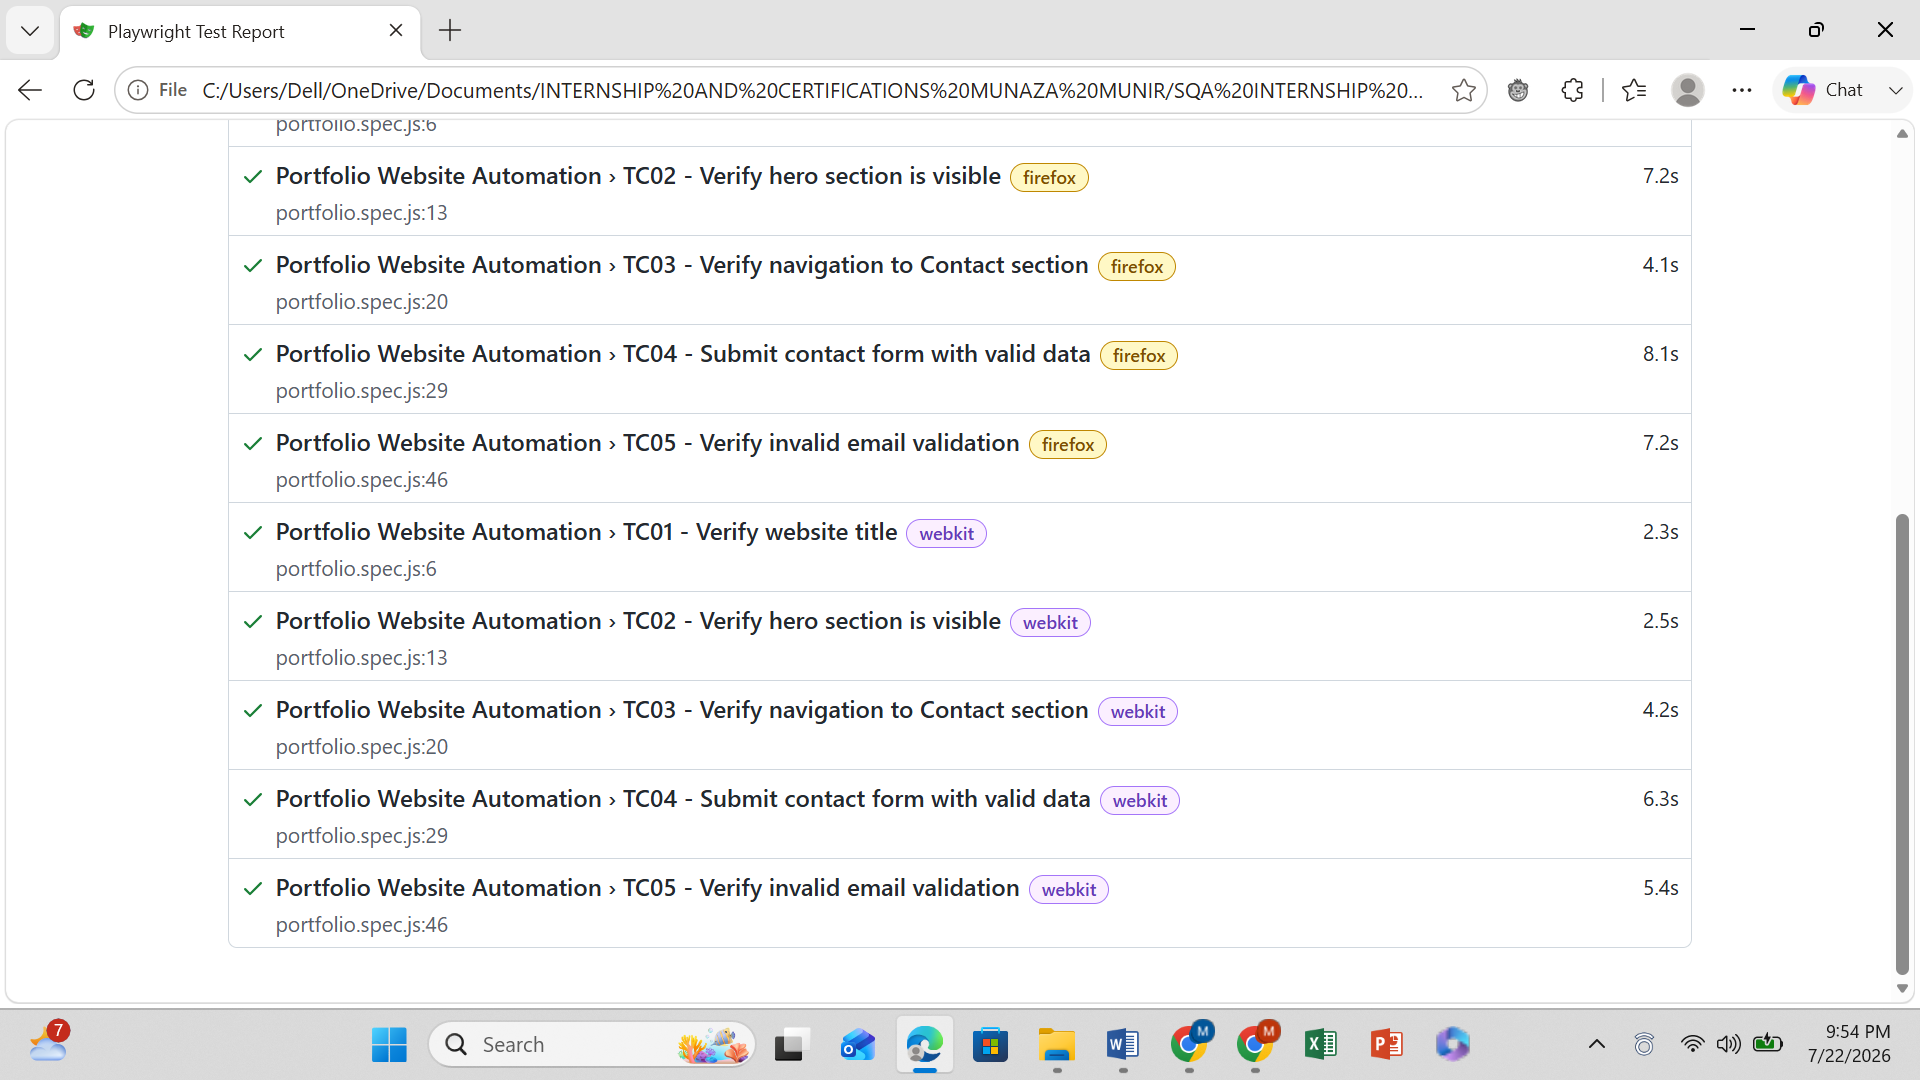 Playwright Test Report
File C:/Users/Dell/OneDrive/Documents/INTERNSHIP%20AND%20CERTIFICATIONS%20MUNAZA%20MUNIR/SQA%20INTERNSHIP%20...
Chat
portfolio.spec.js:6
Portfolio Website Automation › TC02 - Verify hero section is visible firefox 7.2s
portfolio.spec.js:13
Portfolio Website Automation › TC03 - Verify navigation to Contact section firefox 4.1s
portfolio.spec.js:20
Portfolio Website Automation › TC04 - Submit contact form with valid data firefox 8.1s
portfolio.spec.js:29
Portfolio Website Automation › TC05 - Verify invalid email validation firefox 7.2s
portfolio.spec.js:46
Portfolio Website Automation › TC01 - Verify website title webkit 2.3s
portfolio.spec.js:6
Portfolio Website Automation › TC02 - Verify hero section is visible webkit 2.5s
portfolio.spec.js:13
Portfolio Website Automation › TC03 - Verify navigation to Contact section webkit 4.2s
portfolio.spec.js:20
Portfolio Website Automation › TC04 - Submit contact form with valid data webkit 6.3s
portfolio.spec.js:29
Portfolio Website Automation › TC05 - Verify invalid email validation webkit 5.4s
portfolio.spec.js:46
7
Search
M
M
9:54 PM
7/22/2026